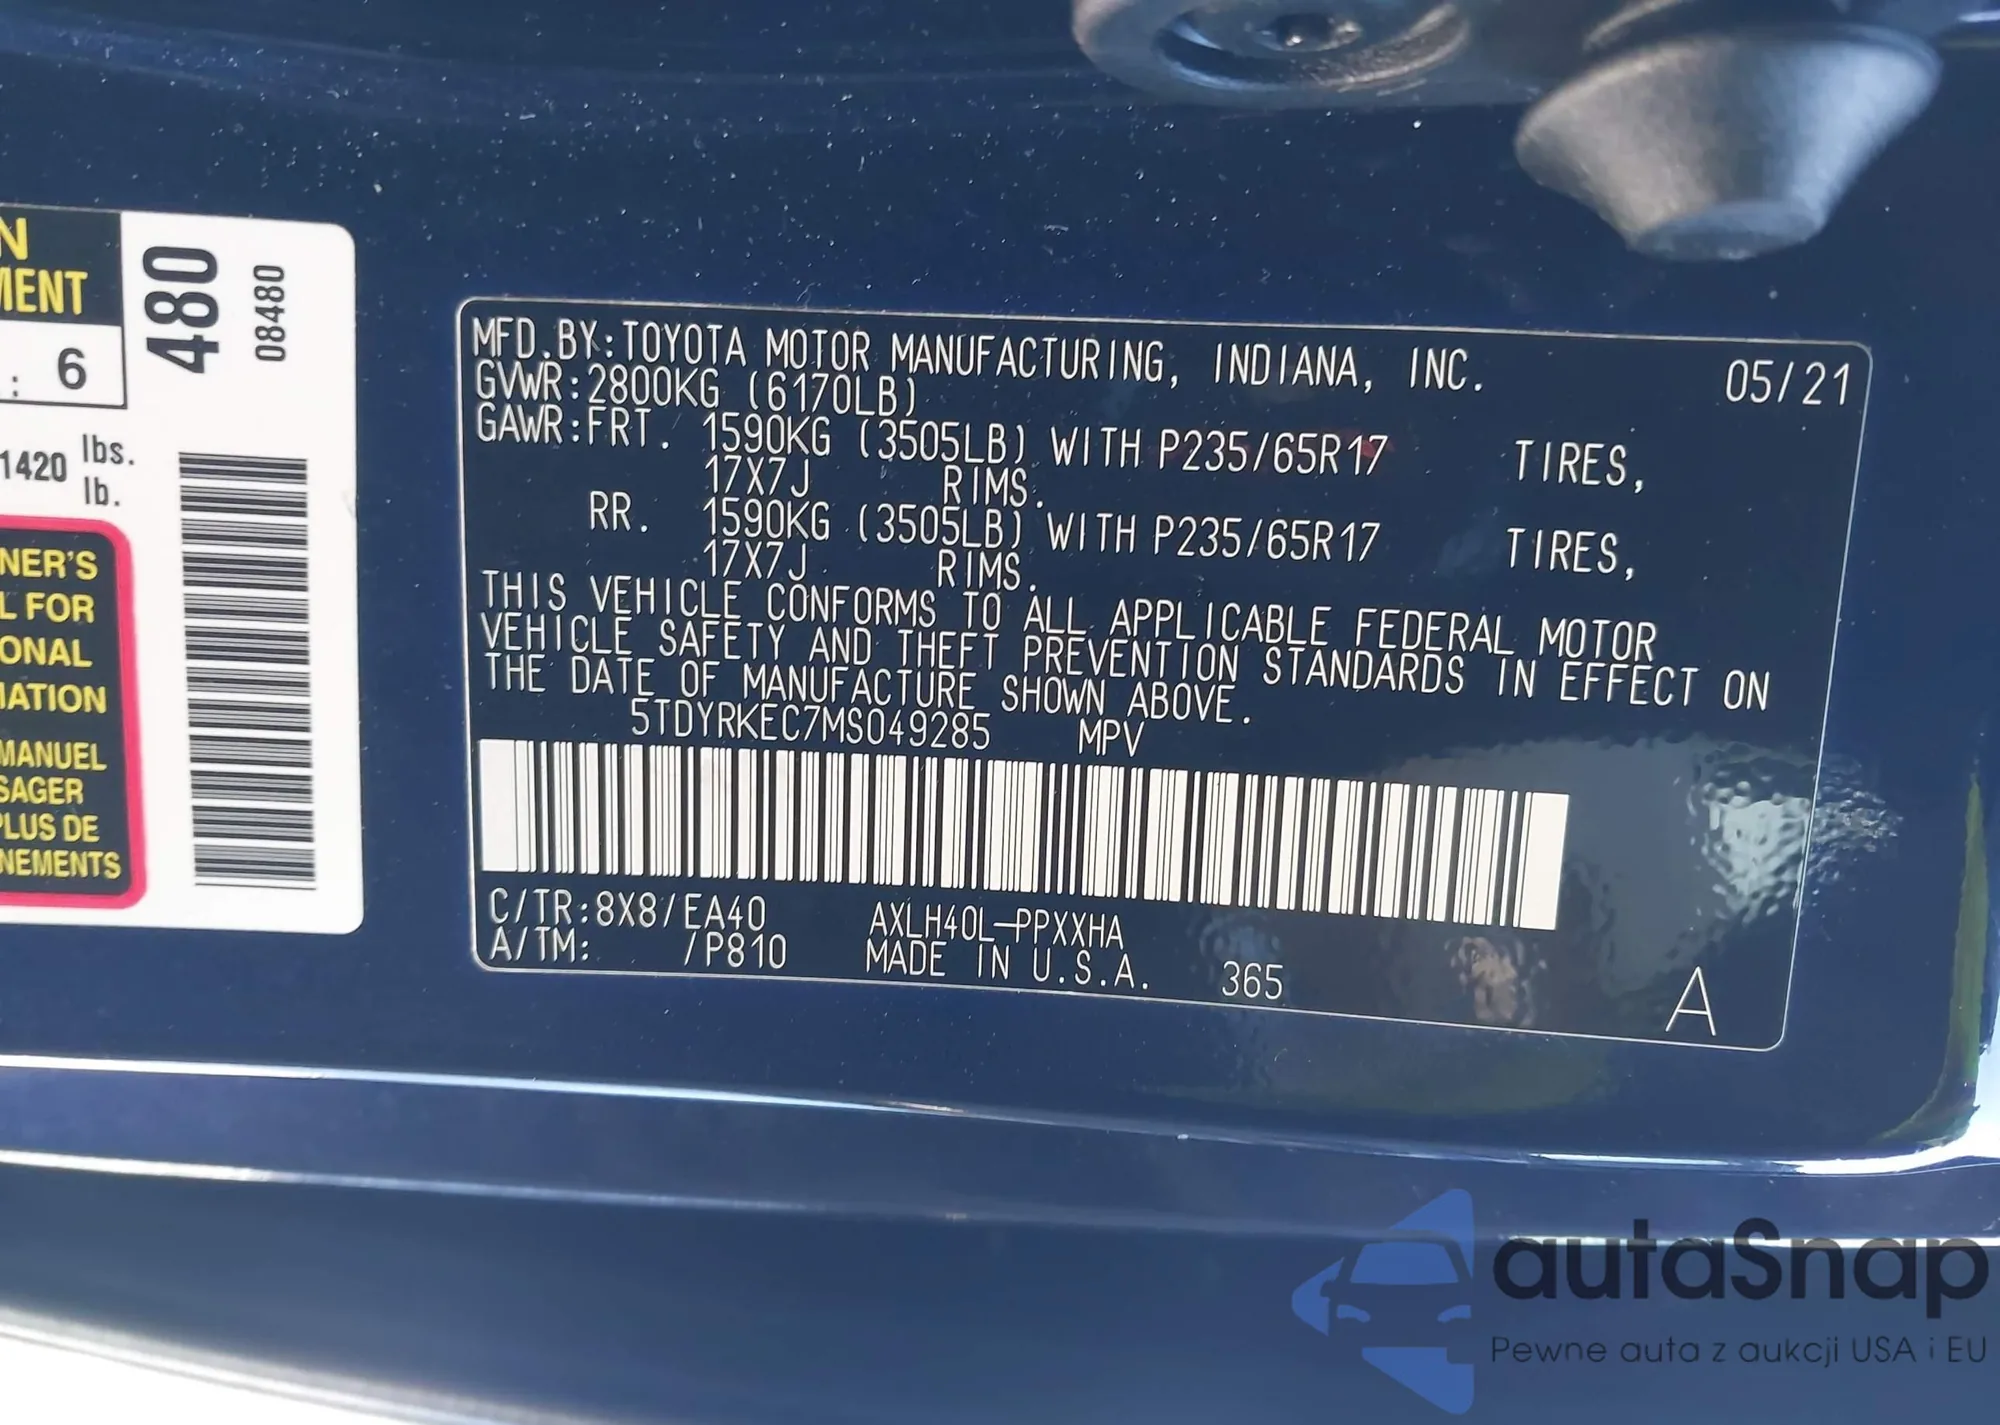 N
MENT
: 6
480
08480
1420 lbs.
lb.
NER'S
L FOR
ONAL
MATION
MANUEL
SAGER
PLUS DE
NEMENTS
MFD.BY:TOYOTA MOTOR MANUFACTURING, INDIANA, INC. 05/21
GVWR:2800KG (6170LB)
GAWR:FRT. 1590KG (3505LB) WITH P235/65R17 TIRES,
17X7J RIMS.
RR. 1590KG (3505LB) WITH P235/65R17 TIRES,
17X7J RIMS.
THIS VEHICLE CONFORMS TO ALL APPLICABLE FEDERAL MOTOR
VEHICLE SAFETY AND THEFT PREVENTION STANDARDS IN EFFECT ON
THE DATE OF MANUFACTURE SHOWN ABOVE.
5TDYRKEC7MS049285 MPV
C/TR:8X8/EA40 AXLH40L-PPXXHA
A/TM: /P810 MADE IN U.S.A. 365 A
autaSnap
Pewne auta z aukcji USA i EU